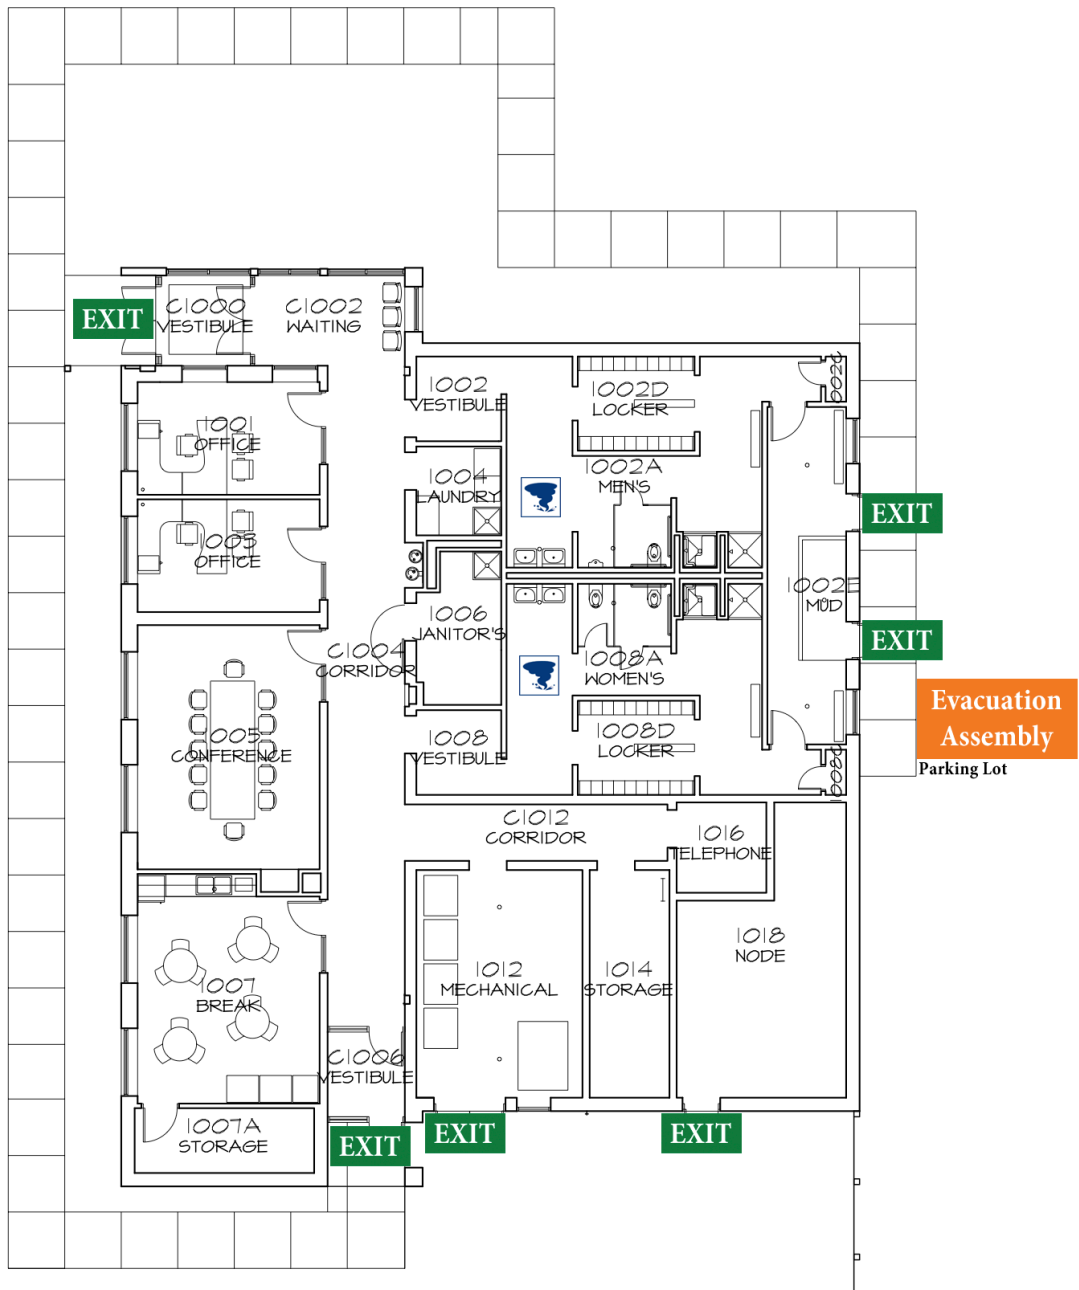 EXIT
C1000
VESTIBULE
C1002
WAITING
1002
VESTIBULE
1002D
LOCKER
002C
1001
OFFICE
1004
LAUNDRY
1002A
MEN'S
EXIT
1003
OFFICE
1002E
MUD
1006
JANITOR'S
C1004
CORRIDOR
EXIT
1008A
WOMEN'S
Evacuation
Assembly
Parking Lot
1005
CONFERENCE
1008
VESTIBULE
1008D
LOCKER
1008C
C1012
CORRIDOR
1016
TELEPHONE
1018
NODE
1007
BREAK
1012
MECHANICAL
1014
STORAGE
C1006
VESTIBULE
1007A
STORAGE
EXIT
EXIT
EXIT